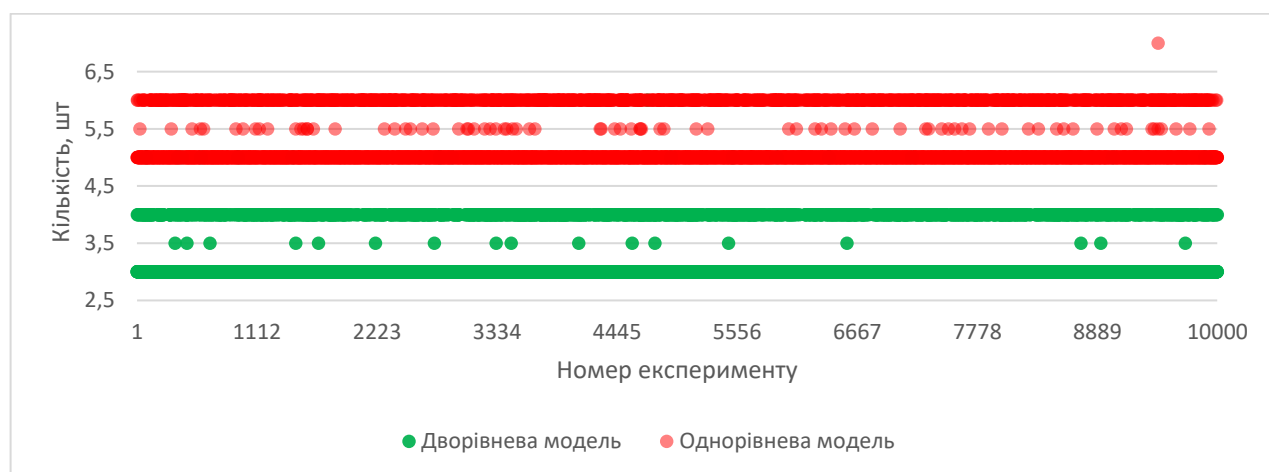 Кількість, шт
6,5
5,5
4,5
3,5
2,5
1 1112 2223 3334 4445 5556 6667 7778 8889 10000
Номер експерименту
Дворівнева модель Однорівнева модель